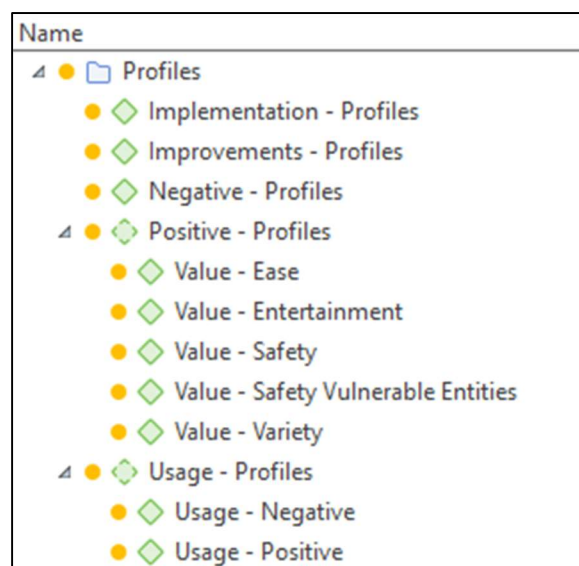 Name
Profiles
Implementation - Profiles
Improvements - Profiles
Negative - Profiles
Positive - Profiles
Value - Ease
Value - Entertainment
Value - Safety
Value - Safety Vulnerable Entities
Value - Variety
Usage - Profiles
Usage - Negative
Usage - Positive